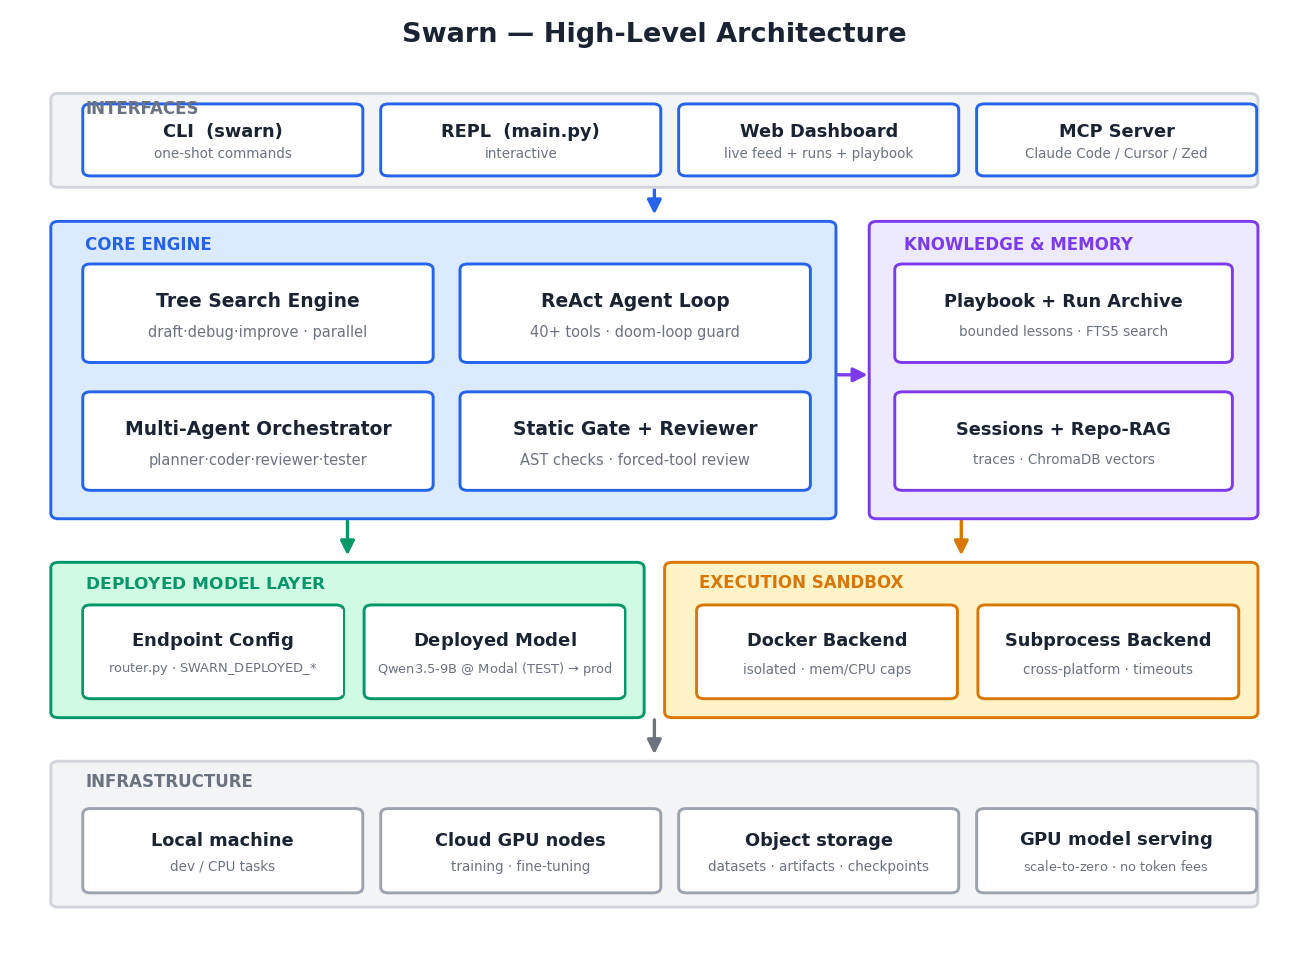 Swarn — High-Level Architecture
INTERFACES
CLI  (swarn)
one-shot commands
REPL  (main.py)
interactive
Web Dashboard
live feed + runs + playbook
MCP Server
Claude Code / Cursor / Zed
CORE ENGINE
Tree Search Engine
draft·debug·improve · parallel
ReAct Agent Loop
40+ tools · doom-loop guard
Multi-Agent Orchestrator
planner·coder·reviewer·tester
Static Gate + Reviewer
AST checks · forced-tool review
KNOWLEDGE & MEMORY
Playbook + Run Archive
bounded lessons · FTS5 search
Sessions + Repo-RAG
traces · ChromaDB vectors
DEPLOYED MODEL LAYER
Endpoint Config
router.py · SWARN_DEPLOYED_*
Deployed Model
Qwen3.5-9B @ Modal (TEST) → prod
EXECUTION SANDBOX
Docker Backend
isolated · mem/CPU caps
Subprocess Backend
cross-platform · timeouts
INFRASTRUCTURE
Local machine
dev / CPU tasks
Cloud GPU nodes
training · fine-tuning
Object storage
datasets · artifacts · checkpoints
GPU model serving
scale-to-zero · no token fees